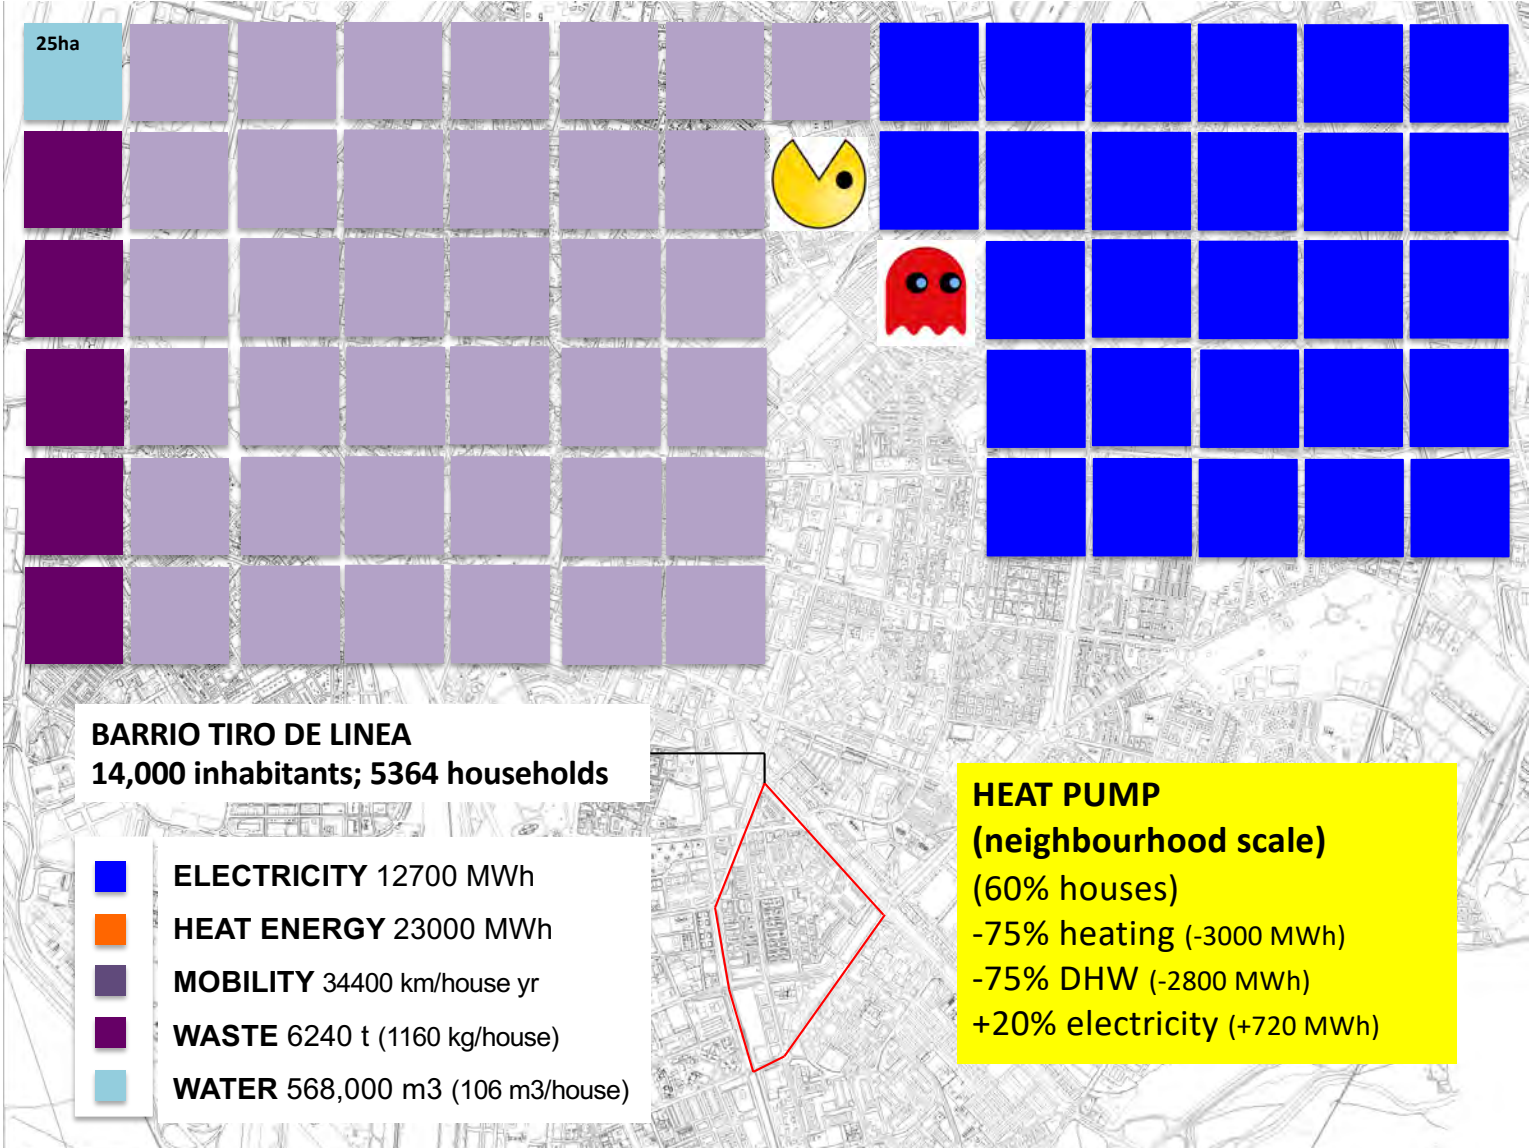 25ha
BARRIO TIRO DE LINEA
14,000 inhabitants; 5364 households
ELECTRICITY 12700 MWh
HEAT ENERGY 23000 MWh
MOBILITY 34400 km/house yr
WASTE 6240 t (1160 kg/house)
WATER 568,000 m3 (106 m3/house)
HEAT PUMP
(neighbourhood scale)
(60% houses)
-75% heating (-3000 MWh)
-75% DHW (-2800 MWh)
+20% electricity (+720 MWh)